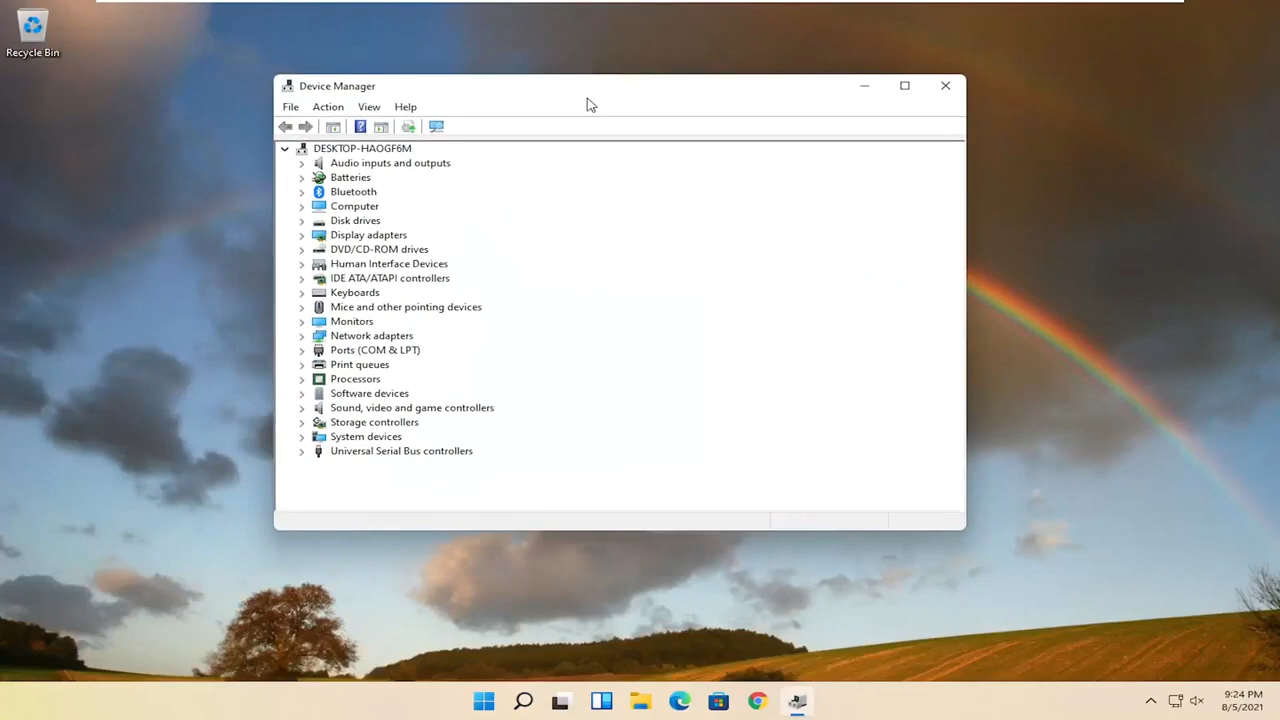 Recycle Bin
Device Manager
File Action View Help
DESKTOP-HAOGF6M
Audio inputs and outputs
Batteries
Bluetooth
Computer
Disk drives
Display adapters
DVD/CD-ROM drives
Human Interface Devices
IDE ATA/ATAPI controllers
Keyboards
Mice and other pointing devices
Monitors
Network adapters
Ports (COM & LPT)
Print queues
Processors
Software devices
Sound, video and game controllers
Storage controllers
System devices
Universal Serial Bus controllers
9:24 PM
8/5/2021